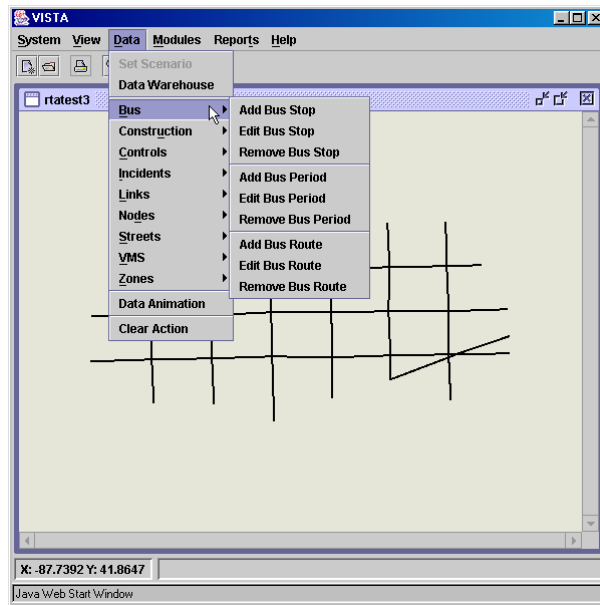 VISTA
System View Data Modules Reports Help
Set Scenario
Data Warehouse
rtatest3
Bus
Construction
Controls
Incidents
Links
Nodes
Streets
VMS
Zones
Data Animation
Clear Action
Add Bus Stop
Edit Bus Stop
Remove Bus Stop
Add Bus Period
Edit Bus Period
Remove Bus Period
Add Bus Route
Edit Bus Route
Remove Bus Route
X: -87.7392 Y: 41.8647
Java Web Start Window